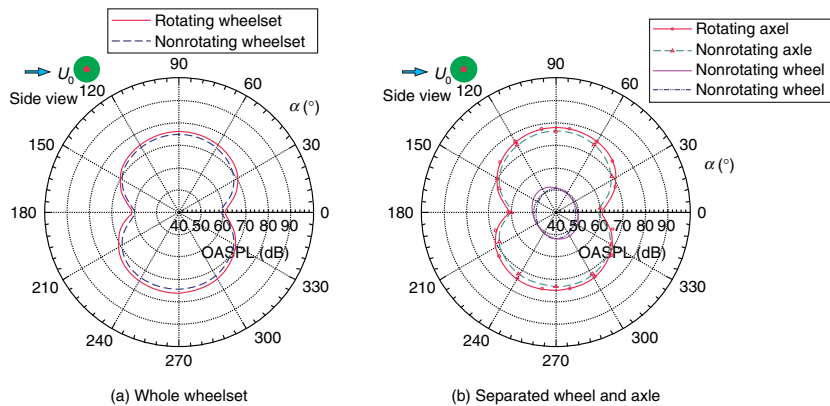 Rotating wheelset
Nonrotating wheelset
U0
Side view
α (°)
90
60
30
0
330
300
270
240
210
180
150
120
40 50 60 70 80 90
OASPL (dB)
(a) Whole wheelset
Rotating axel
Nonrotating axle
Nonrotating wheel
Nonrotating wheel
U0
Side view
α (°)
90
60
30
0
330
300
270
240
210
180
150
120
40 50 60 70 80 90
OASPL (dB)
(b) Separated wheel and axle